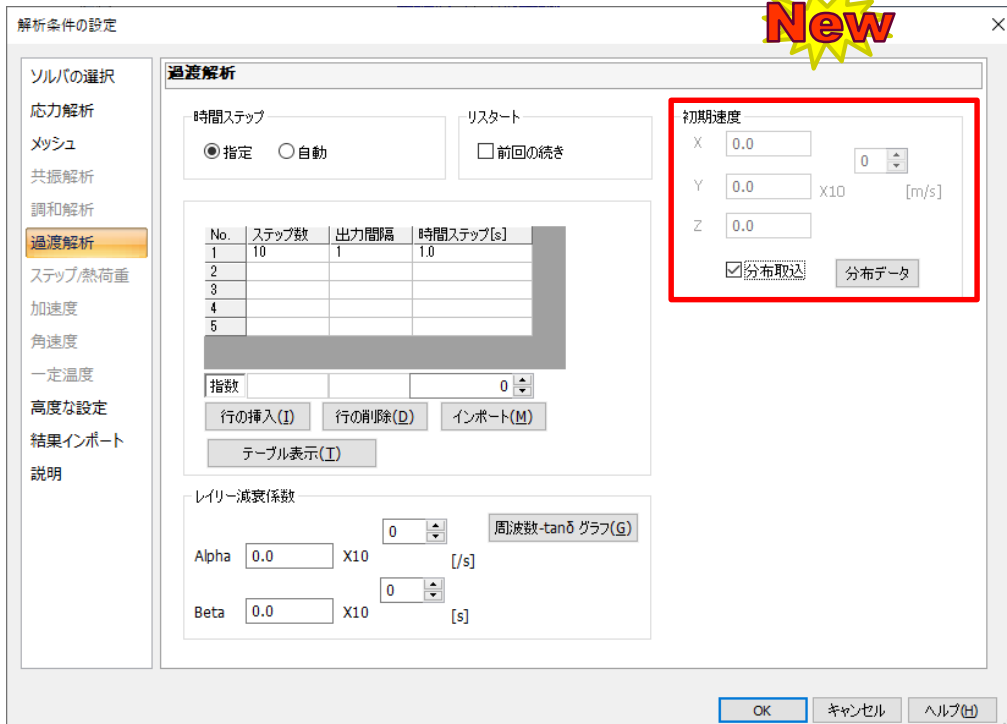 New
解析条件の設定
ソルバの選択
応力解析
メッシュ
共振解析
調和解析
過渡解析
ステップ/熱荷重
加速度
角速度
一定温度
高度な設定
結果インポート
説明
過渡解析
時間ステップ
指定 自動
リスタート
前回の続き
No. ステップ数 出力間隔 時間ステップ[s]
1 10 1 1.0
2
3
4
5
指数 0
行の挿入(I) 行の削除(D) インポート(M)
テーブル表示(T)
レイリー減衰係数
周波数-tanδ グラフ(G)
Alpha 0.0 X10 0 [/s]
Beta 0.0 X10 0 [s]
初期速度
X 0.0
Y 0.0 X10 0 [m/s]
Z 0.0
分布取込 分布データ
OK キャンセル ヘルプ(H)